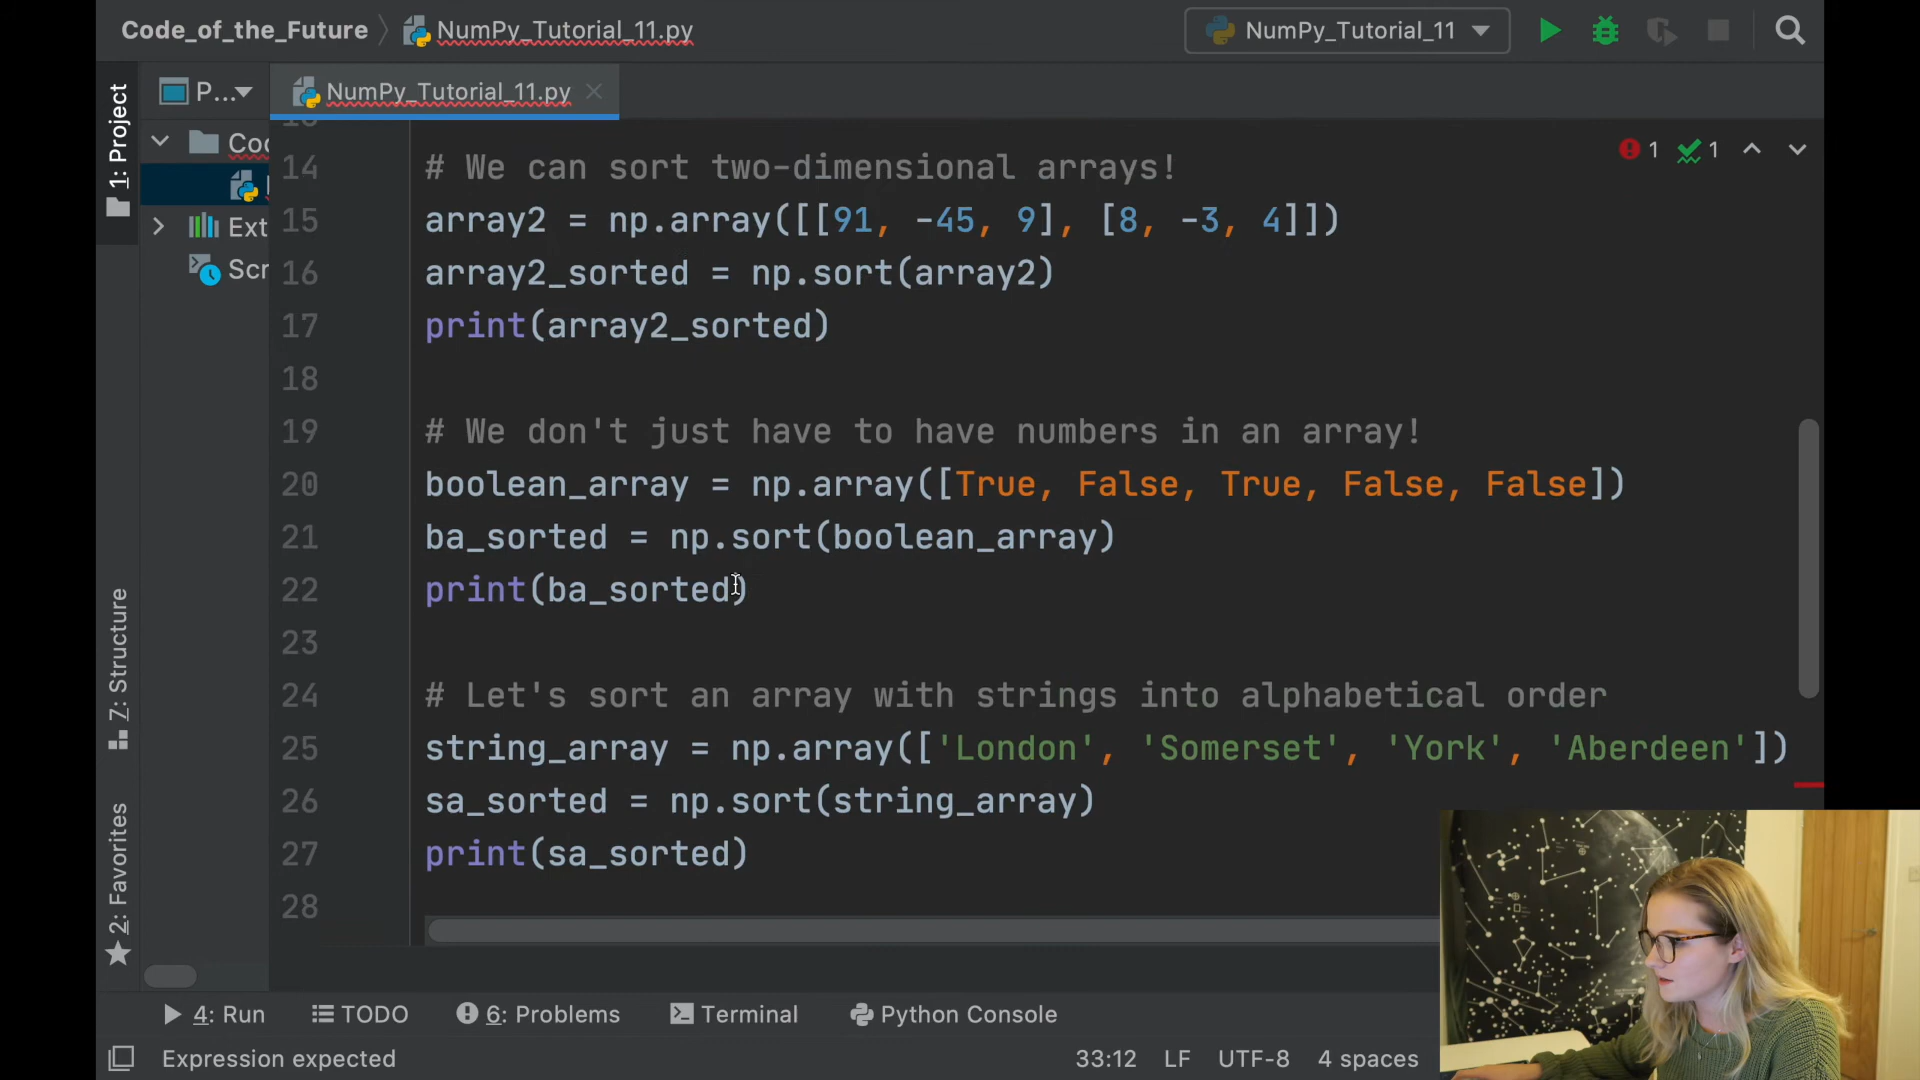 Code_of_the_Future
NumPy_Tutorial_11.py
NumPy_Tutorial_11
P...
NumPy_Tutorial_11.py
1: Project
Ext
Scr
7: Structure
2: Favorites
1 1
14 # We can sort two-dimensional arrays!
15 array2 = np.array([[91, -45, 9], [8, -3, 4]])
16 array2_sorted = np.sort(array2)
17 print(array2_sorted)
18
19 # We don't just have to have numbers in an array!
20 boolean_array = np.array([True, False, True, False, False])
21 ba_sorted = np.sort(boolean_array)
22 print(ba_sorted)
23
24 # Let's sort an array with strings into alphabetical order
25 string_array = np.array(['London', 'Somerset', 'York', 'Aberdeen'])
26 sa_sorted = np.sort(string_array)
27 print(sa_sorted)
28
4: Run TODO 6: Problems Terminal Python Console
Expression expected 33:12 LF UTF-8 4 spaces